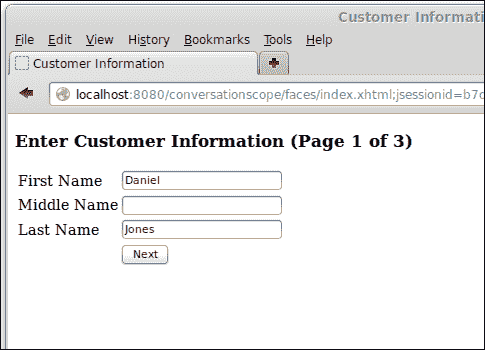 Customer Informati
File Edit View History Bookmarks Tools Help
Customer Information
localhost:8080/conversationscope/faces/index.xhtml;jsessionid=b7c
Enter Customer Information (Page 1 of 3)
First Name Daniel
Middle Name
Last Name Jones
Next